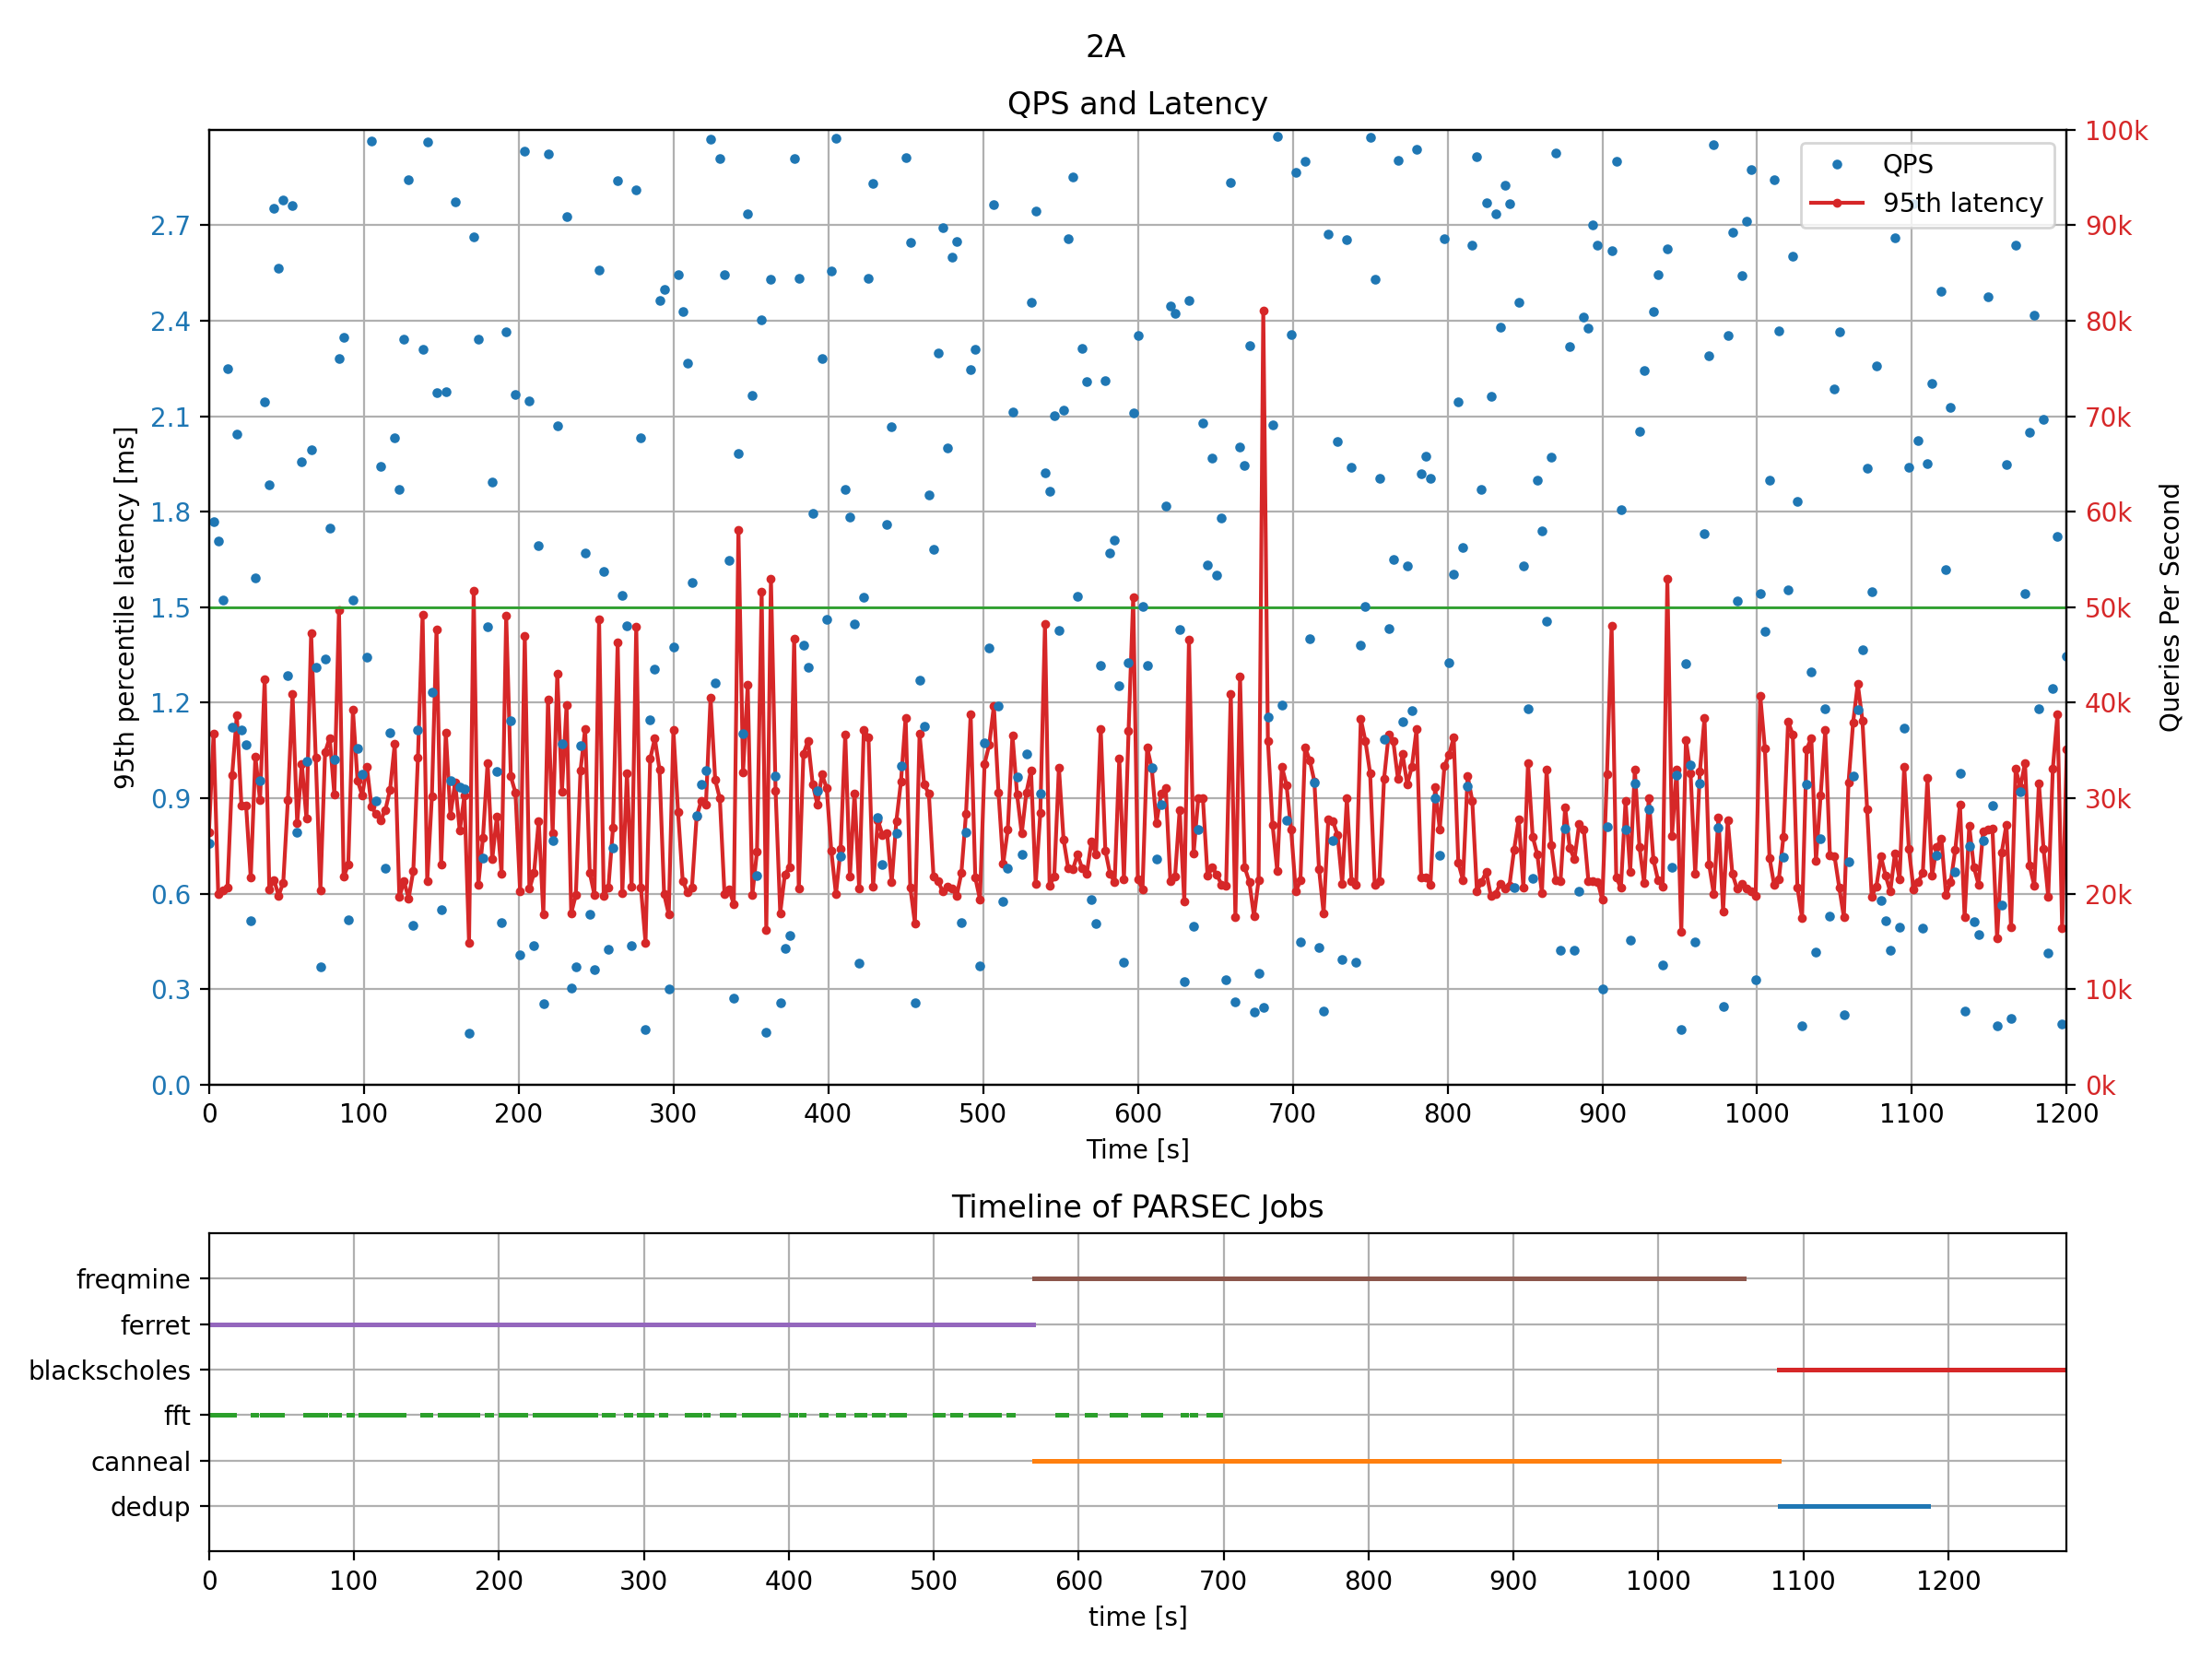 2A
QPS and Latency
QPS
95th latency
95th percentile latency [ms]
2.7
2.4
2.1
1.8
1.5
1.2
0.9
0.6
0.3
0.0
100k
90k
80k
70k
60k
50k
40k
30k
20k
10k
0k
Queries Per Second
0 100 200 300 400 500 600 700 800 900 1000 1100 1200
Time [s]
Timeline of PARSEC Jobs
freqmine
ferret
blackscholes
fft
canneal
dedup
0 100 200 300 400 500 600 700 800 900 1000 1100 1200
time [s]